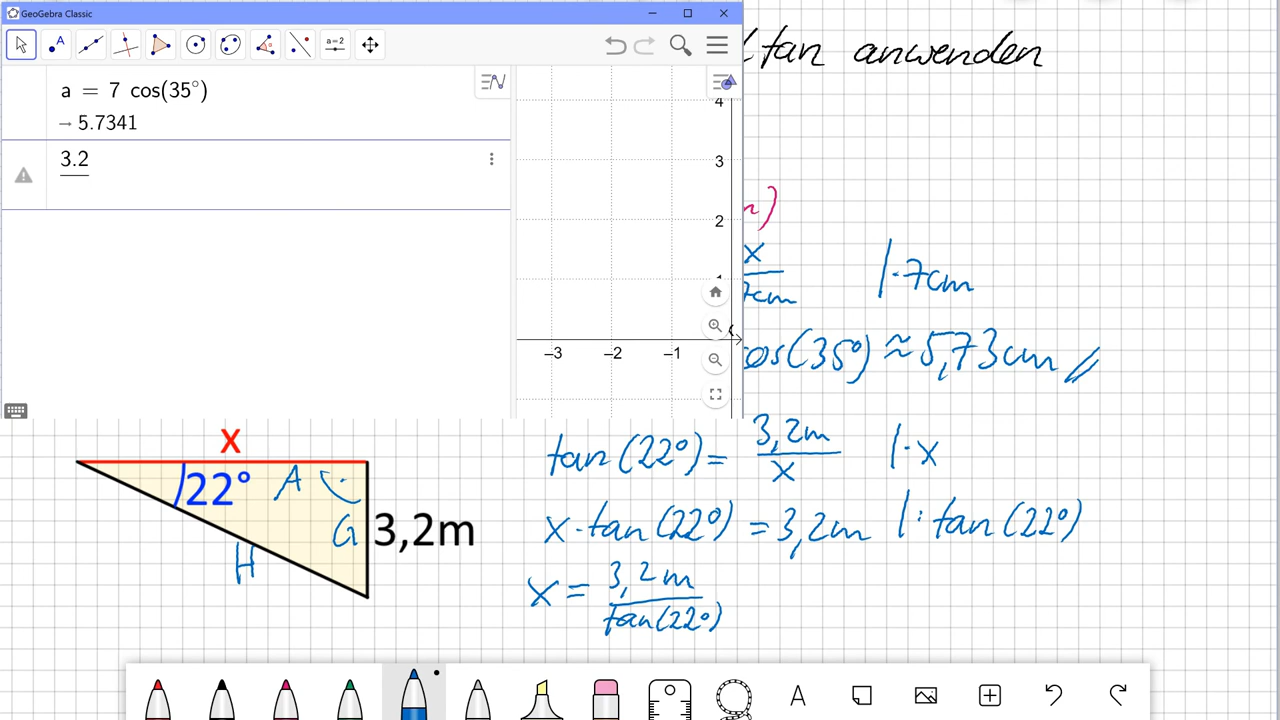 GeoGebra Classic
tan anwenden
a=2
a = 7 cos(35°)
→ 5.7341
3.2
4
3
2
-3 -2 -1
x
7cm
|·7cm
cos(35°) ≈ 5,73cm
x
22° A
G 3,2m
H
tan(22°) = 3,2m / x |·x
x·tan(22°) = 3,2m |: tan(22°)
x = 3,2m / tan(22°)
A